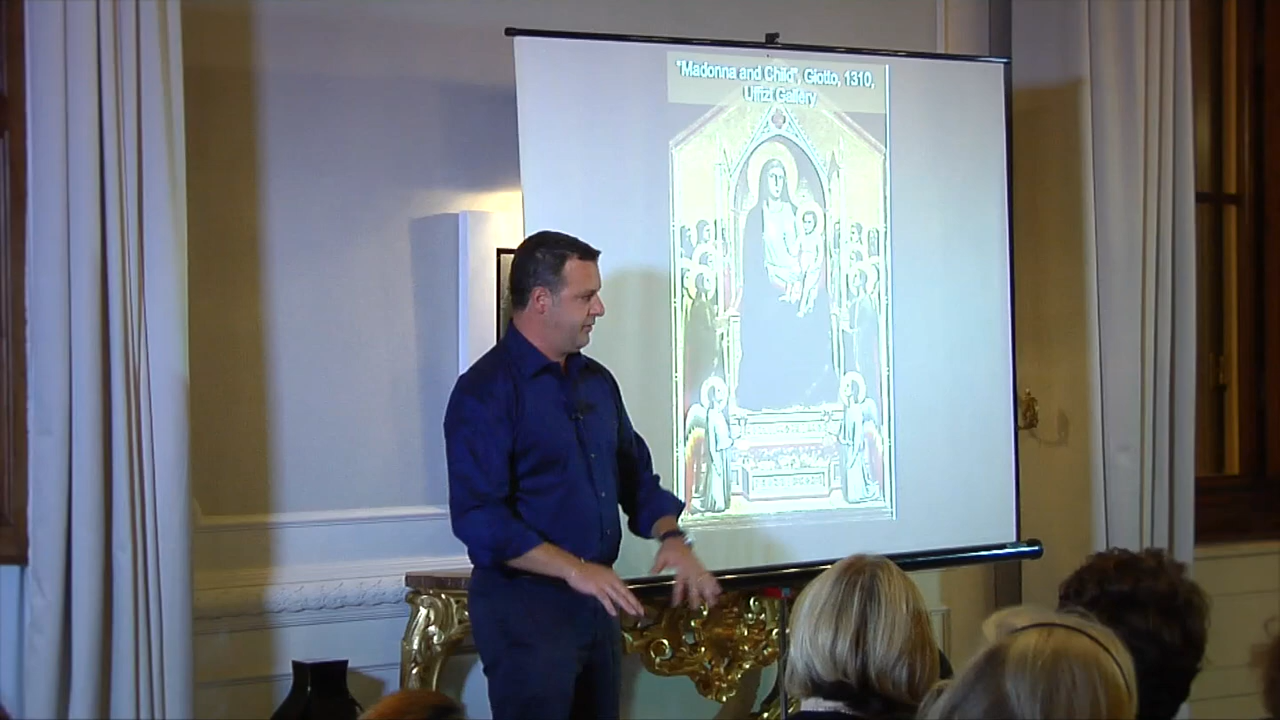 "Madonna and Child", Giotto, 1310,
Uffizi Gallery